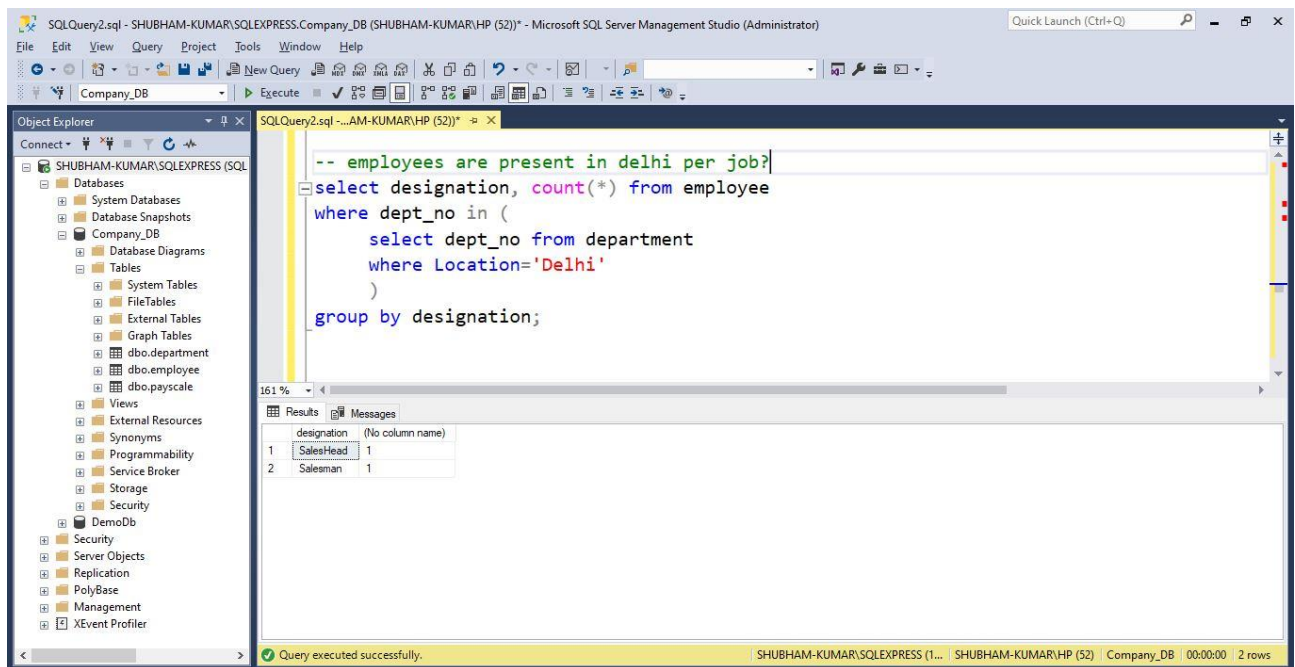 SQLQuery2.sql - SHUBHAM-KUMAR\SQLEXPRESS.Company_DB (SHUBHAM-KUMAR\HP (52))* - Microsoft SQL Server Management Studio (Administrator)
Quick Launch (Ctrl+Q)
File Edit View Query Project Tools Window Help
New Query
Company_DB
Execute
Object Explorer
SQLQuery2.sql -...AM-KUMAR\HP (52))*
Connect
SHUBHAM-KUMAR\SQLEXPRESS (SQL
Databases
System Databases
Database Snapshots
Company_DB
Database Diagrams
Tables
System Tables
FileTables
External Tables
Graph Tables
dbo.department
dbo.employee
dbo.payscale
Views
External Resources
Synonyms
Programmability
Service Broker
Storage
Security
DemoDb
Security
Server Objects
Replication
PolyBase
Management
XEvent Profiler
-- employees are present in delhi per job?
select designation, count(*) from employee
where dept_no in (
select dept_no from department
where Location='Delhi'
)
group by designation;
161 %
Results Messages
designation (No column name)
1 SalesHead 1
2 Salesman 1
Query executed successfully.
SHUBHAM-KUMAR\SQLEXPRESS (1... SHUBHAM-KUMAR\HP (52) Company_DB 00:00:00 2 rows